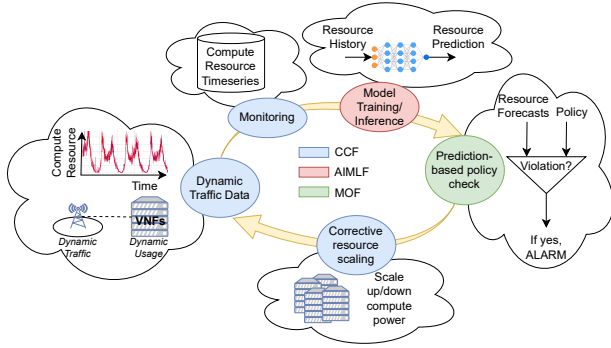 Compute
Resource
Timeseries
Resource
History
Resource
Prediction
Monitoring
Model
Training/
Inference
Resource
Forecasts
Policy
Violation?
If yes,
ALARM
Prediction-
based policy
check
CCF
AIMLF
MOF
Compute
Resource
Time
VNFs
Dynamic
Traffic
Dynamic
Usage
Dynamic
Traffic Data
Corrective
resource
scaling
Scale
up/down
compute
power